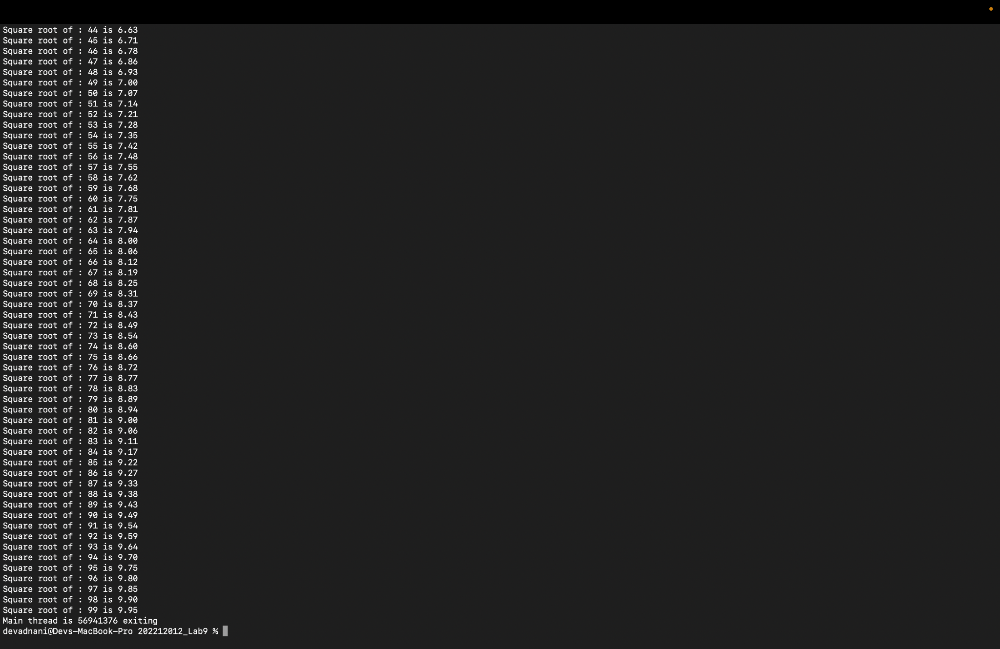 Square root of : 44 is 6.63
Square root of : 45 is 6.71
Square root of : 46 is 6.78
Square root of : 47 is 6.86
Square root of : 48 is 6.93
Square root of : 49 is 7.00
Square root of : 50 is 7.07
Square root of : 51 is 7.14
Square root of : 52 is 7.21
Square root of : 53 is 7.28
Square root of : 54 is 7.35
Square root of : 55 is 7.42
Square root of : 56 is 7.48
Square root of : 57 is 7.55
Square root of : 58 is 7.62
Square root of : 59 is 7.68
Square root of : 60 is 7.75
Square root of : 61 is 7.81
Square root of : 62 is 7.87
Square root of : 63 is 7.94
Square root of : 64 is 8.00
Square root of : 65 is 8.06
Square root of : 66 is 8.12
Square root of : 67 is 8.19
Square root of : 68 is 8.25
Square root of : 69 is 8.31
Square root of : 70 is 8.37
Square root of : 71 is 8.43
Square root of : 72 is 8.49
Square root of : 73 is 8.54
Square root of : 74 is 8.60
Square root of : 75 is 8.66
Square root of : 76 is 8.72
Square root of : 77 is 8.77
Square root of : 78 is 8.83
Square root of : 79 is 8.89
Square root of : 80 is 8.94
Square root of : 81 is 9.00
Square root of : 82 is 9.06
Square root of : 83 is 9.11
Square root of : 84 is 9.17
Square root of : 85 is 9.22
Square root of : 86 is 9.27
Square root of : 87 is 9.33
Square root of : 88 is 9.38
Square root of : 89 is 9.43
Square root of : 90 is 9.49
Square root of : 91 is 9.54
Square root of : 92 is 9.59
Square root of : 93 is 9.64
Square root of : 94 is 9.70
Square root of : 95 is 9.75
Square root of : 96 is 9.80
Square root of : 97 is 9.85
Square root of : 98 is 9.90
Square root of : 99 is 9.95
Main thread is 56941376 exiting
devadnani@Devs-MacBook-Pro 202212012_Lab9 %